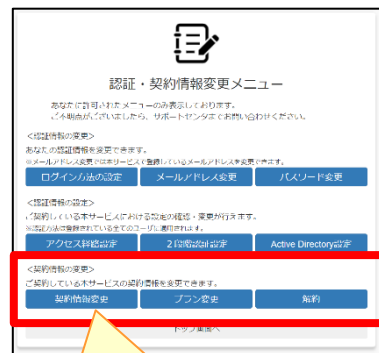 認証・契約情報変更メニュー
あなたに許可されたメニューのみ表示しております。
ご不明点がございましたら、サポートセンタまでお問い合わせください。
<認証情報の変更>
あなたの認証情報を変更できます。
※メールアドレス変更では本サービスで登録しているメールアドレスを変更できます。
ログイン方法の設定 メールアドレス変更 パスワード変更
<認証情報の設定>
ご契約している本サービスにおける設定の確認・変更が行えます。
※認証方法は登録されている全てのユーザに適用されます。
アクセス詳細設定 2段階認証設定 Active Directory設定
<契約情報の変更>
ご契約している本サービスの契約情報を変更できます。
契約情報変更 プラン変更 解約
トップ画面へ